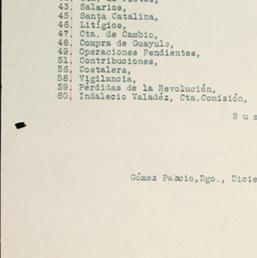 43. Salarios,
45. Santa Catalina,
46. Litigios,
47. Cta. de Cambio,
48. Compra de Guayule,
49. Operaciones Pendientes,
51. Contribuciones,
56. Costalera,
58. Vigilancia,
59. Pérdidas de la Revolución,
60. Indalecio Valadéz, Cta.Comisión,
S u
Gómez Palacio,Dgo., Dicie